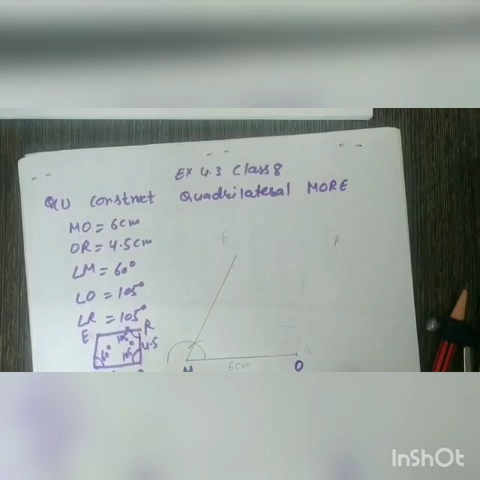 Ex 4.3 Class 8
Q(1) Construct Quadrilateral MORE
MO = 6cm
OR = 4.5cm
∠M = 60°
∠O = 105°
∠R = 105°
E R
105°
60° 105° 4.5
E R
M 6cm O
InShOt